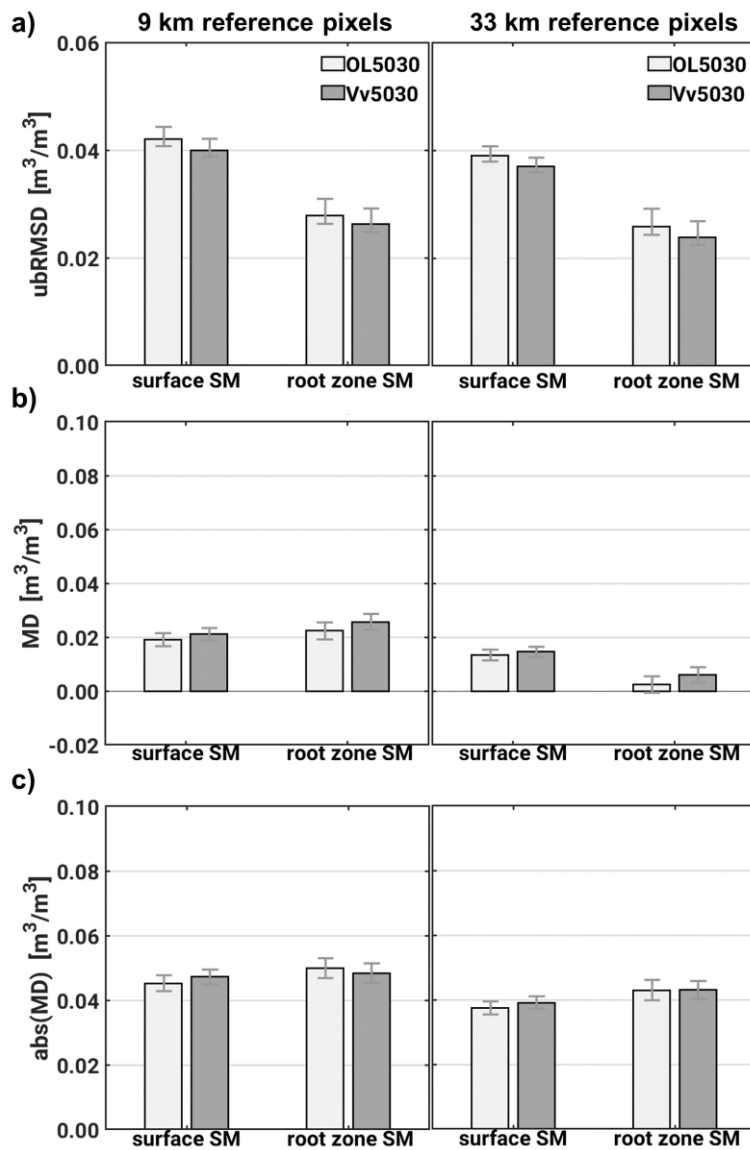 a) 9 km reference pixels 33 km reference pixels
0.06
OL5030 OL5030
Vv5030 Vv5030
0.04
ubRMSD [m³/m³]
0.02
0.00
surface SM root zone SM surface SM root zone SM
b)
0.10
0.08
0.06
MD [m³/m³]
0.04
0.02
0.00
-0.02
surface SM root zone SM surface SM root zone SM
c)
0.10
0.08
abs(MD) [m³/m³]
0.06
0.04
0.02
0.00
surface SM root zone SM surface SM root zone SM